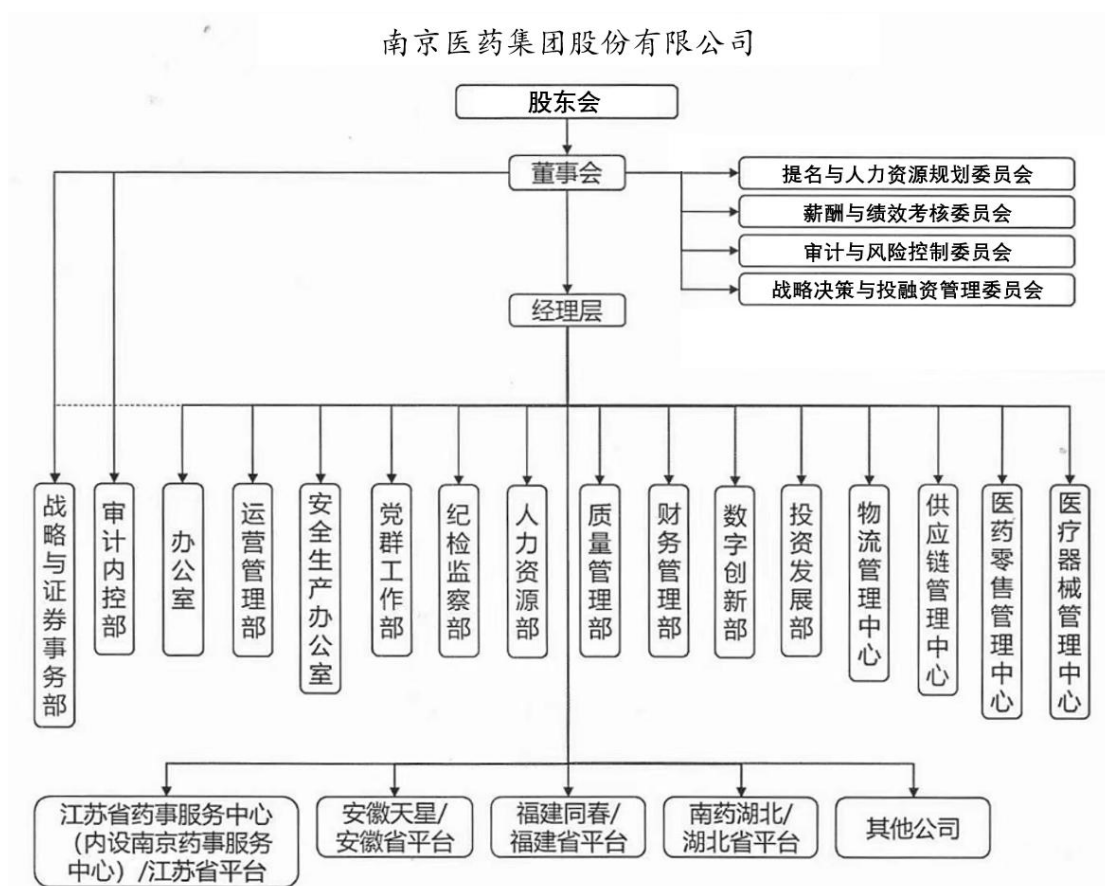 南京医药集团股份有限公司
股东会
董事会
提名与人力资源规划委员会
薪酬与绩效考核委员会
审计与风险控制委员会
战略决策与投融资管理委员会
经理层
战略与证券事务部
审计内控部
办公室
运营管理部
安全生产办公室
党群工作部
纪检监察部
人力资源部
质量管理部
财务管理部
数字创新部
投资发展部
物流管理中心
供应链管理中心
医药零售管理中心
医疗器械管理中心
江苏省药事服务中心
（内设南京药事服务
中心）/江苏省平台
安徽天星/
安徽省平台
福建同春/
福建省平台
南药湖北/
湖北省平台
其他公司